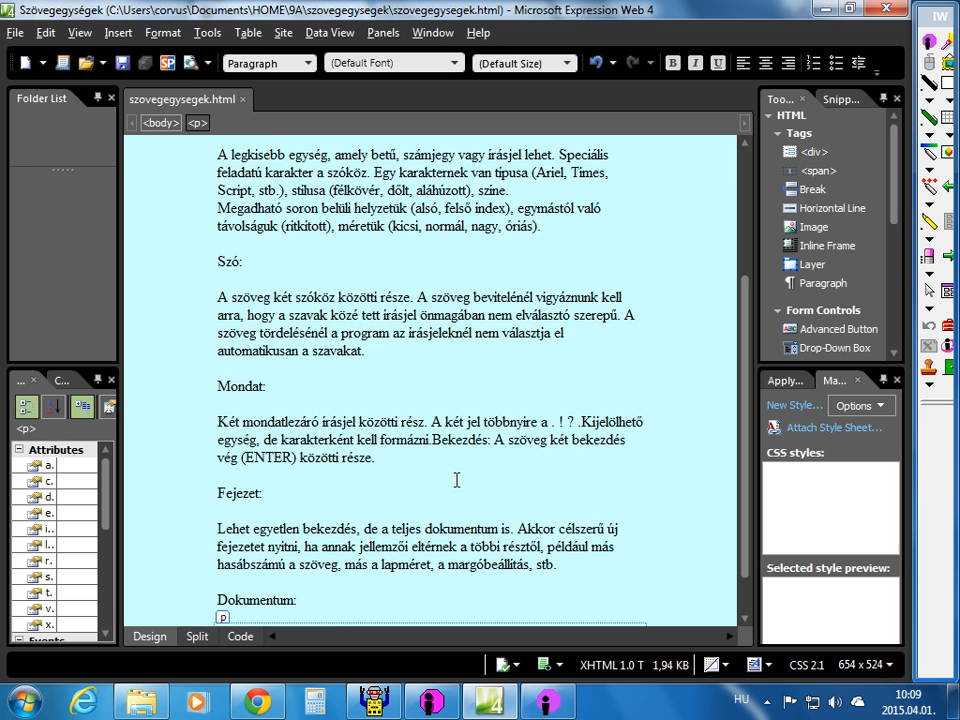 Szövegegységek (C:\Users\corvus\Documents\HOME\9A\szovegegysegek\szovegegysegek.html) - Microsoft Expression Web 4
IW
File Edit View Insert Format Tools Table Site Data View Panels Window Help
Paragraph (Default Font) (Default Size) B I U
Folder List
szovegegysegek.html
<body> <p>
A legkisebb egység, amely betű, számjegy vagy írásjel lehet. Speciális
feladatú karakter a szóköz. Egy karakternek van típusa (Ariel, Times,
Script, stb.), stílusa (félkövér, dőlt, aláhúzott), színe.
Megadható soron belüli helyzetük (alsó, felső index), egymástól való
távolságuk (ritkított), méretük (kicsi, normál, nagy, óriás).
Szó:
A szöveg két szóköz közötti része. A szöveg bevitelénél vigyáznunk kell
arra, hogy a szavak közé tett írásjel önmagában nem elválasztó szerepű. A
szöveg tördelésénél a program az írásjeleknél nem választja el
automatikusan a szavakat.
Mondat:
Két mondatlezáró írásjel közötti rész. A két jel többnyire a . ! ? .Kijelölhető
egység, de karakterként kell formázni.Bekezdés: A szöveg két bekezdés
vég (ENTER) közötti része.
Fejezet:
Lehet egyetlen bekezdés, de a teljes dokumentum is. Akkor célszerű új
fejezetet nyitni, ha annak jellemzői eltérnek a többi résztől, például más
hasábszámú a szöveg, más a lapméret, a margóbeállítás, stb.
Dokumentum:
p
Design Split Code
Too... Snipp...
HTML
Tags
<div>
<span>
Break
Horizontal Line
Image
Inline Frame
Layer
Paragraph
Form Controls
Advanced Button
Drop-Down Box
... C...
<p>
Attributes
a.
c.
d.
e.
i..
l..
r.
s.
t.
v.
x.
Events
Apply... Ma...
New Style... Options
Attach Style Sheet...
CSS styles:
Selected style preview:
XHTML 1.0 T 1,94 KB CSS 2.1 654 x 524
HU
10:09
2015.04.01.